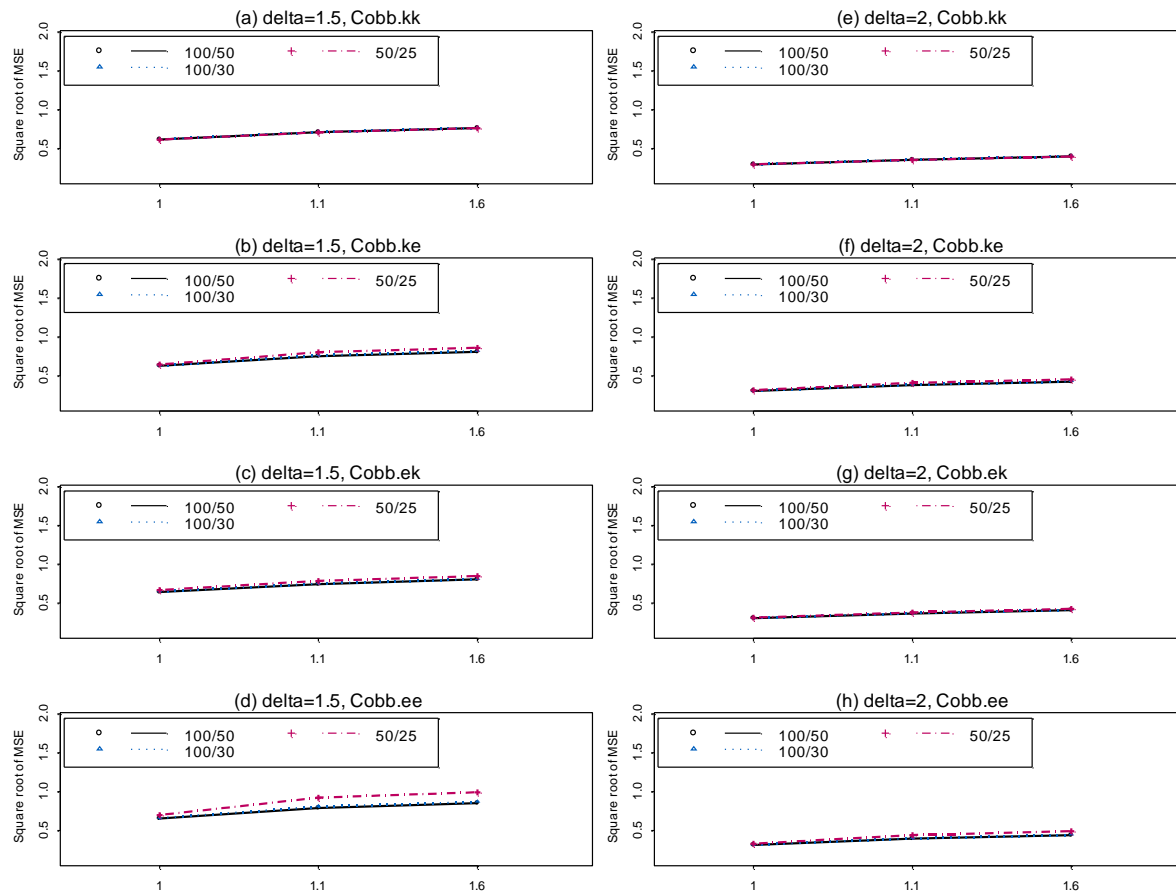 (a) delta=1.5, Cobb.kk
Square root of MSE
0.5 1.0 1.5 2.0
100/50
100/30
50/25
1 1.1 1.6
(e) delta=2, Cobb.kk
Square root of MSE
0.5 1.0 1.5 2.0
100/50
100/30
50/25
1 1.1 1.6
(b) delta=1.5, Cobb.ke
Square root of MSE
0.5 1.0 1.5 2.0
100/50
100/30
50/25
1 1.1 1.6
(f) delta=2, Cobb.ke
Square root of MSE
0.5 1.0 1.5 2.0
100/50
100/30
50/25
1 1.1 1.6
(c) delta=1.5, Cobb.ek
Square root of MSE
0.5 1.0 1.5 2.0
100/50
100/30
50/25
1 1.1 1.6
(g) delta=2, Cobb.ek
Square root of MSE
0.5 1.0 1.5 2.0
100/50
100/30
50/25
1 1.1 1.6
(d) delta=1.5, Cobb.ee
Square root of MSE
0.5 1.0 1.5 2.0
100/50
100/30
50/25
1 1.1 1.6
(h) delta=2, Cobb.ee
Square root of MSE
0.5 1.0 1.5 2.0
100/50
100/30
50/25
1 1.1 1.6